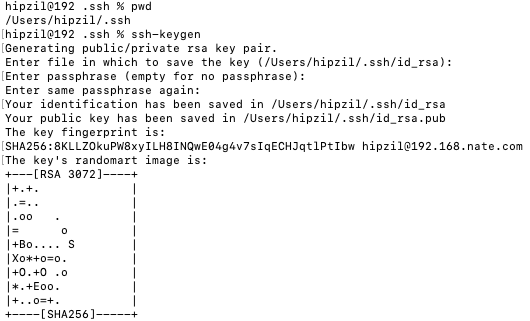 hipzil@192 .ssh % pwd
/Users/hipzil/.ssh
[hipzil@192 .ssh % ssh-keygen
[Generating public/private rsa key pair.
Enter file in which to save the key (/Users/hipzil/.ssh/id_rsa):
[Enter passphrase (empty for no passphrase):
Enter same passphrase again:
[Your identification has been saved in /Users/hipzil/.ssh/id_rsa
Your public key has been saved in /Users/hipzil/.ssh/id_rsa.pub
The key fingerprint is:
[SHA256:8KLLZOkuPW8xyILH8INQwE04g4v7sIqECHJqtlPtIbw hipzil@192.168.nate.com
[The key's randomart image is:
+---[RSA 3072]----+
|+.+.             |
|.=..             |
|.oo   .          |
|=      o         |
|+Bo.... S        |
|Xo*+o=o.         |
|+O.+O .o         |
|*.+Eoo.          |
|+..o=+.          |
+----[SHA256]-----+